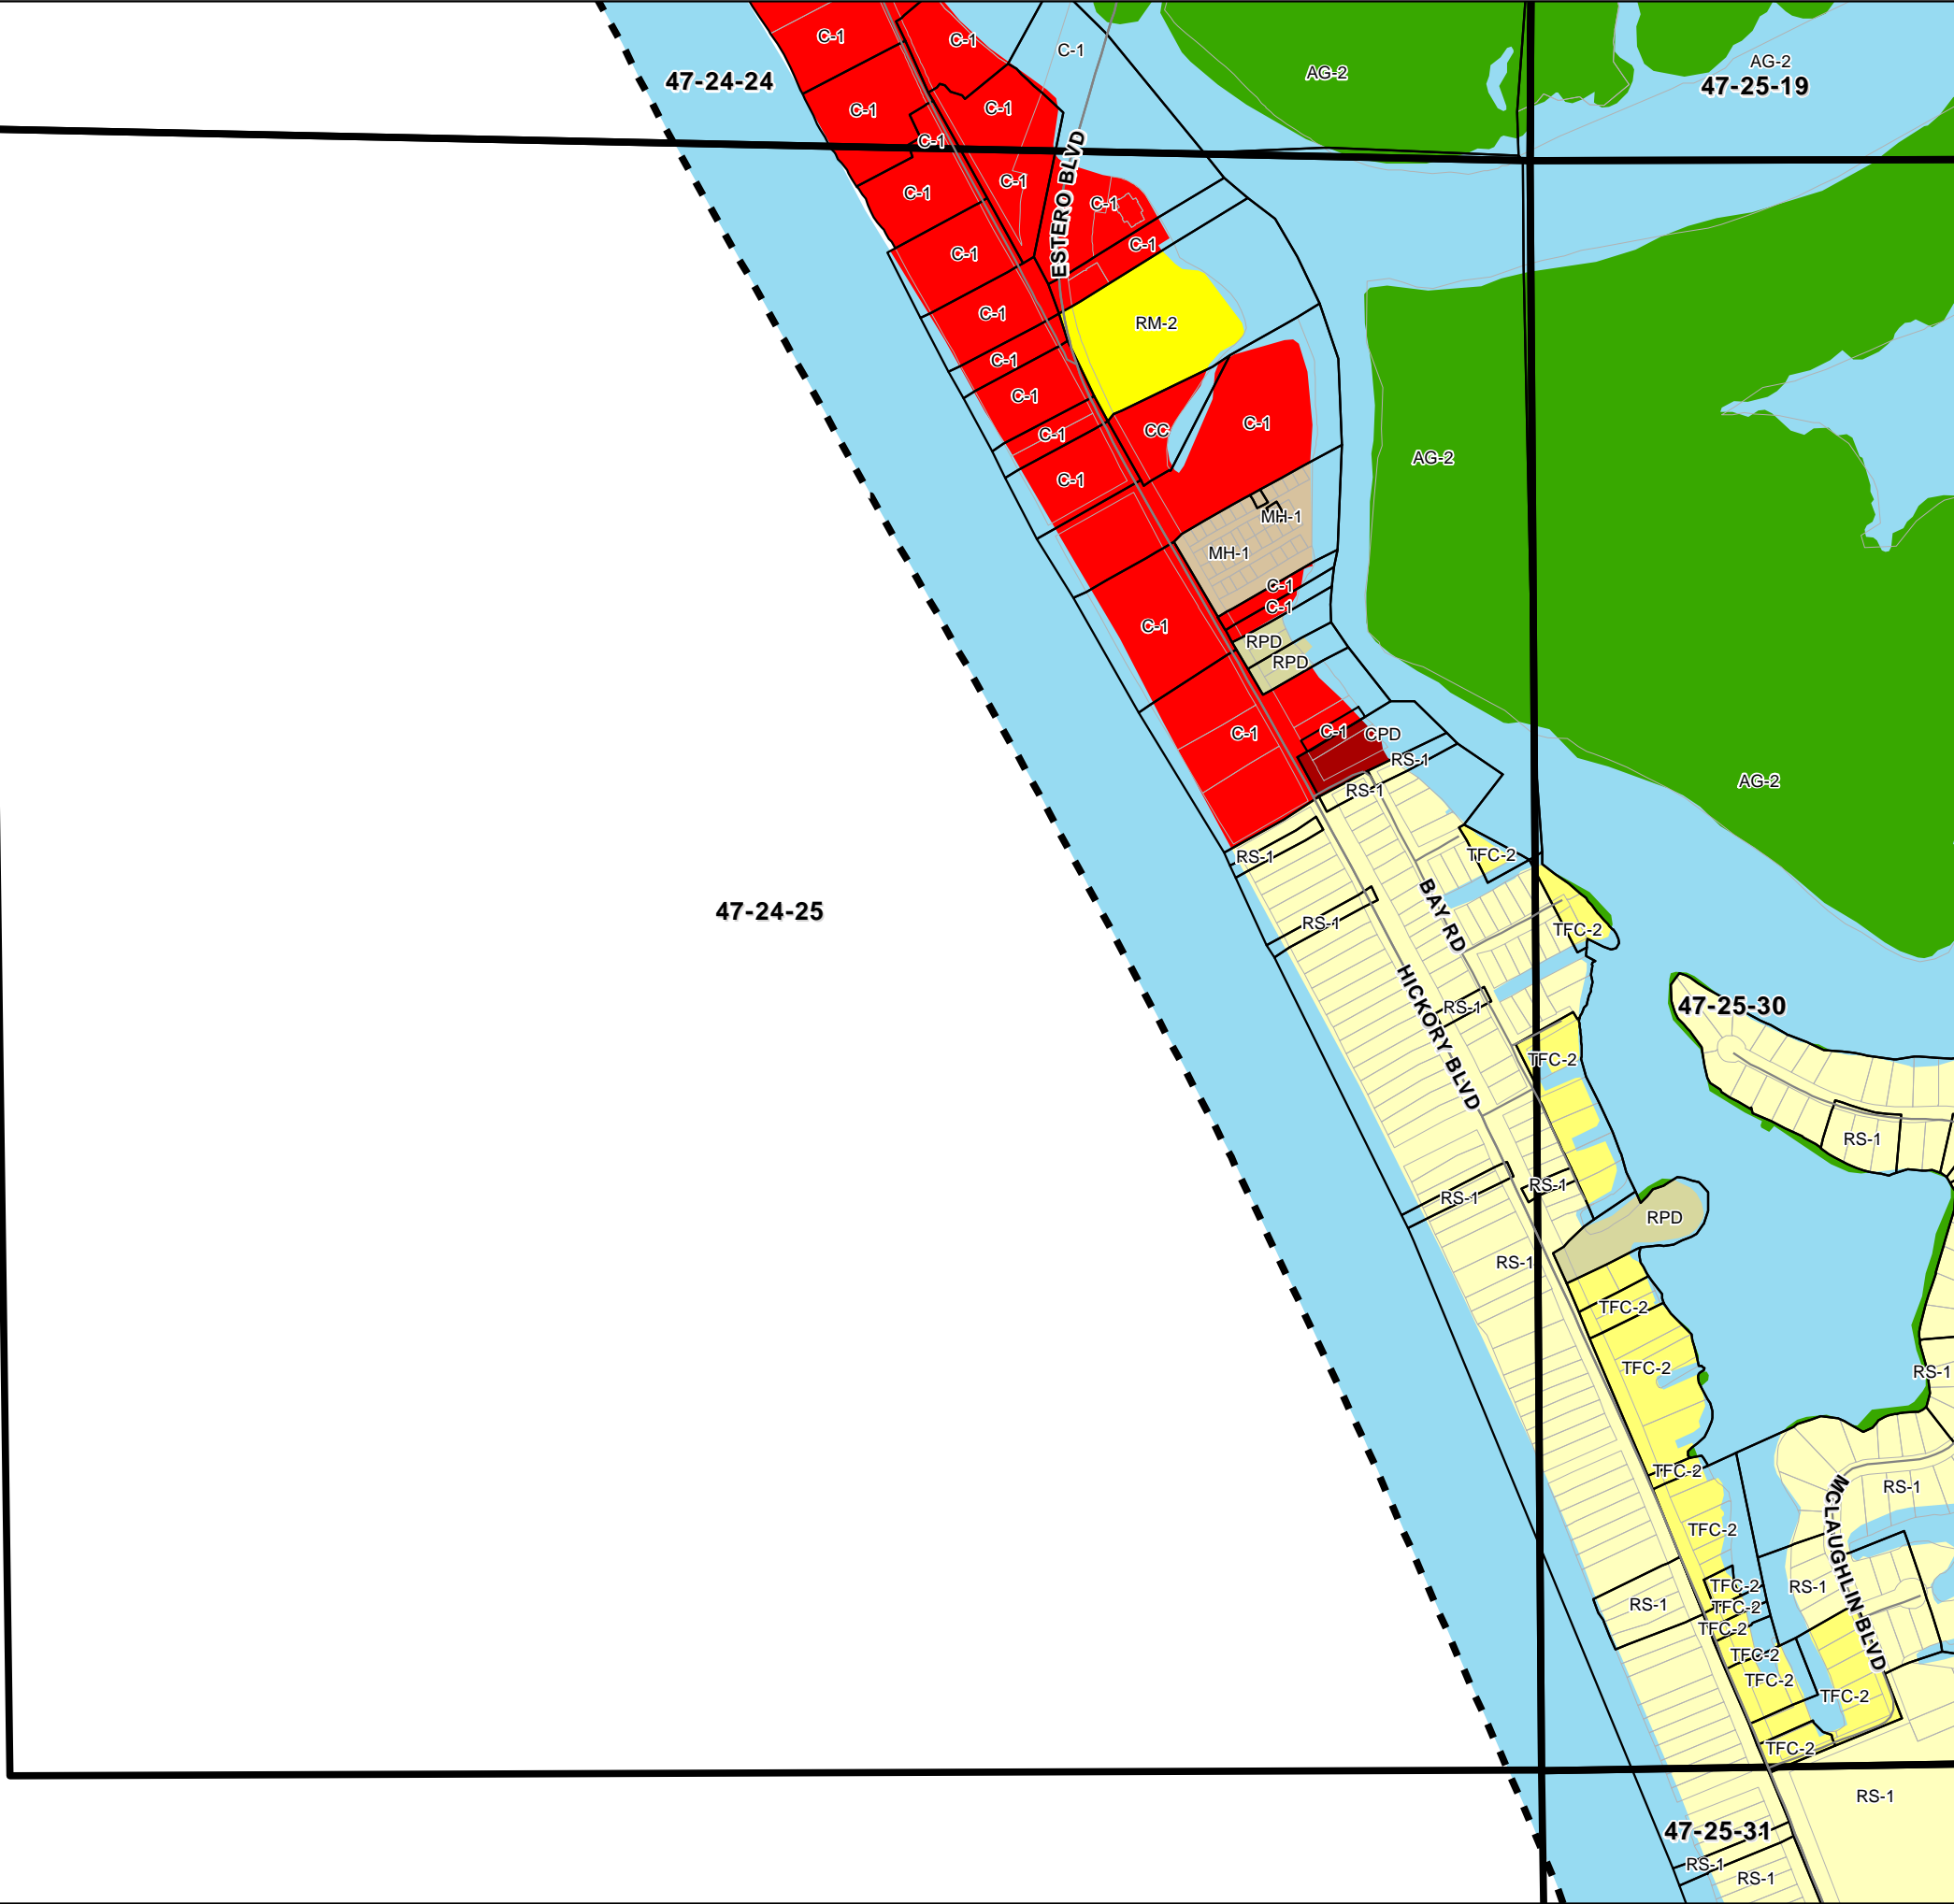 C-1
C-1
C-1
AG-2
AG-2
47-24-24
47-25-19
C-1
C-1
C-1
ESTERO BLVD
C-1
C-1
C-1
C-1
C-1
C-1
RM-2
C-1
C-1
C-1
CC
C-1
C-1
AG-2
C-1
MH-1
MH-1
C-1
C-1
C-1
RPD
RPD
C-1
C-1
CPD
RS-1
AG-2
RS-1
RS-1
TFC-2
47-24-25
BAY RD
RS-1
TFC-2
HICKORY BLVD
RS-1
47-25-30
TFC-2
RS-1
RS-1
RS-1
RPD
RS-1
TFC-2
TFC-2
RS-1
TFC-2
RS-1
MCLAUGHLIN BLVD
TFC-2
TFC-2
RS-1
RS-1
TFC-2
TFC-2
TFC-2
TFC-2
TFC-2
TFC-2
RS-1
47-25-31
RS-1
RS-1